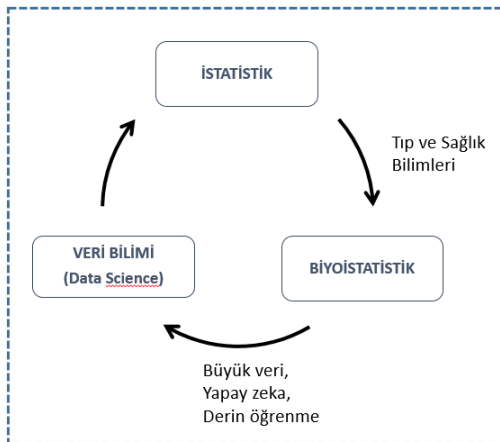 İSTATİSTİK
Tıp ve Sağlık
Bilimleri
VERİ BİLİMİ
(Data Science)
BİYOİSTATİSTİK
Büyük veri,
Yapay zeka,
Derin öğrenme